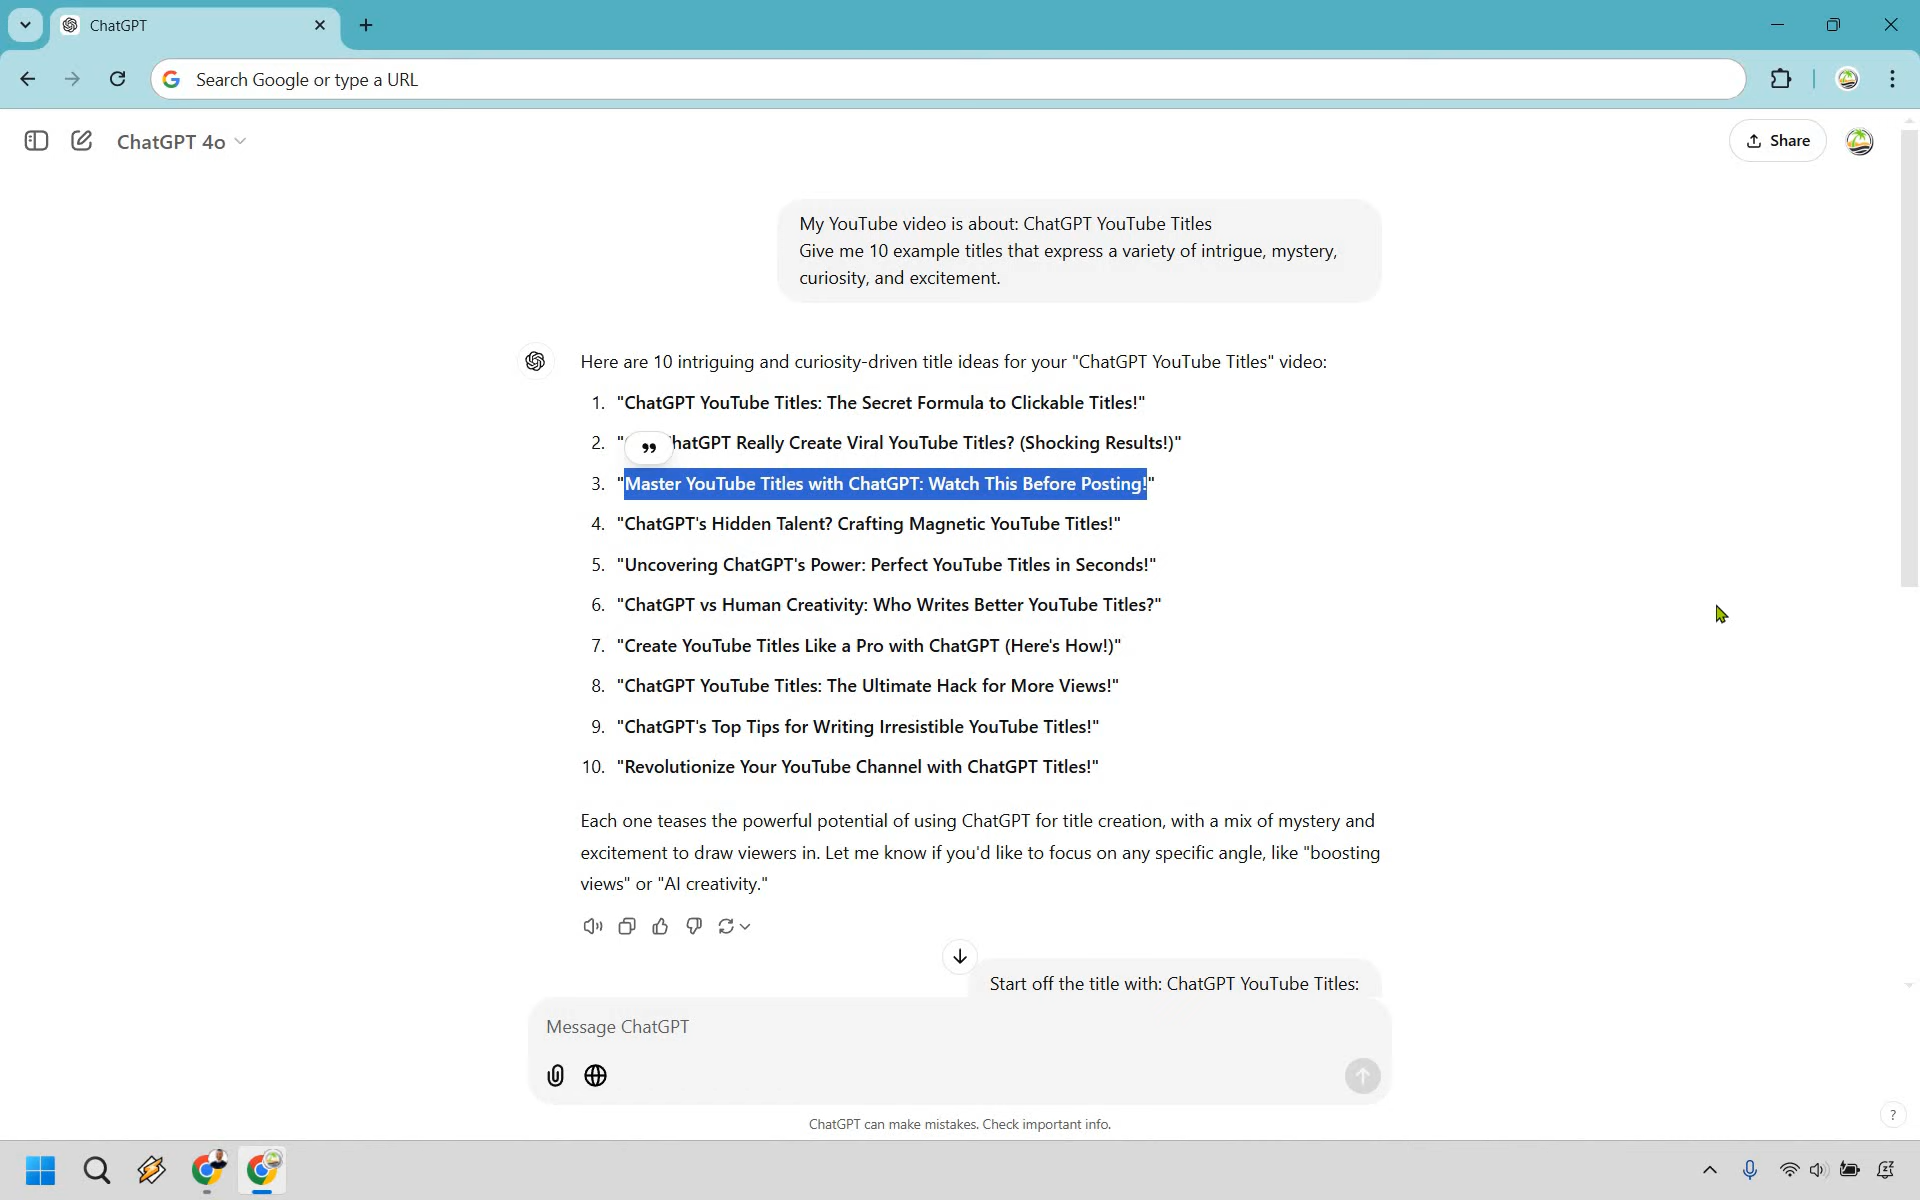 ChatGPT
Search Google or type a URL
ChatGPT 4o
Share
My YouTube video is about: ChatGPT YouTube Titles
Give me 10 example titles that express a variety of intrigue, mystery,
curiosity, and excitement.
Here are 10 intriguing and curiosity-driven title ideas for your "ChatGPT YouTube Titles" video:
1. "ChatGPT YouTube Titles: The Secret Formula to Clickable Titles!"
2. "hatGPT Really Create Viral YouTube Titles? (Shocking Results!)"
3. "Master YouTube Titles with ChatGPT: Watch This Before Posting!"
4. "ChatGPT's Hidden Talent? Crafting Magnetic YouTube Titles!"
5. "Uncovering ChatGPT's Power: Perfect YouTube Titles in Seconds!"
6. "ChatGPT vs Human Creativity: Who Writes Better YouTube Titles?"
7. "Create YouTube Titles Like a Pro with ChatGPT (Here's How!)"
8. "ChatGPT YouTube Titles: The Ultimate Hack for More Views!"
9. "ChatGPT's Top Tips for Writing Irresistible YouTube Titles!"
10. "Revolutionize Your YouTube Channel with ChatGPT Titles!"
Each one teases the powerful potential of using ChatGPT for title creation, with a mix of mystery and
excitement to draw viewers in. Let me know if you'd like to focus on any specific angle, like "boosting
views" or "AI creativity."
Start off the title with: ChatGPT YouTube Titles:
Message ChatGPT
ChatGPT can make mistakes. Check important info.
?